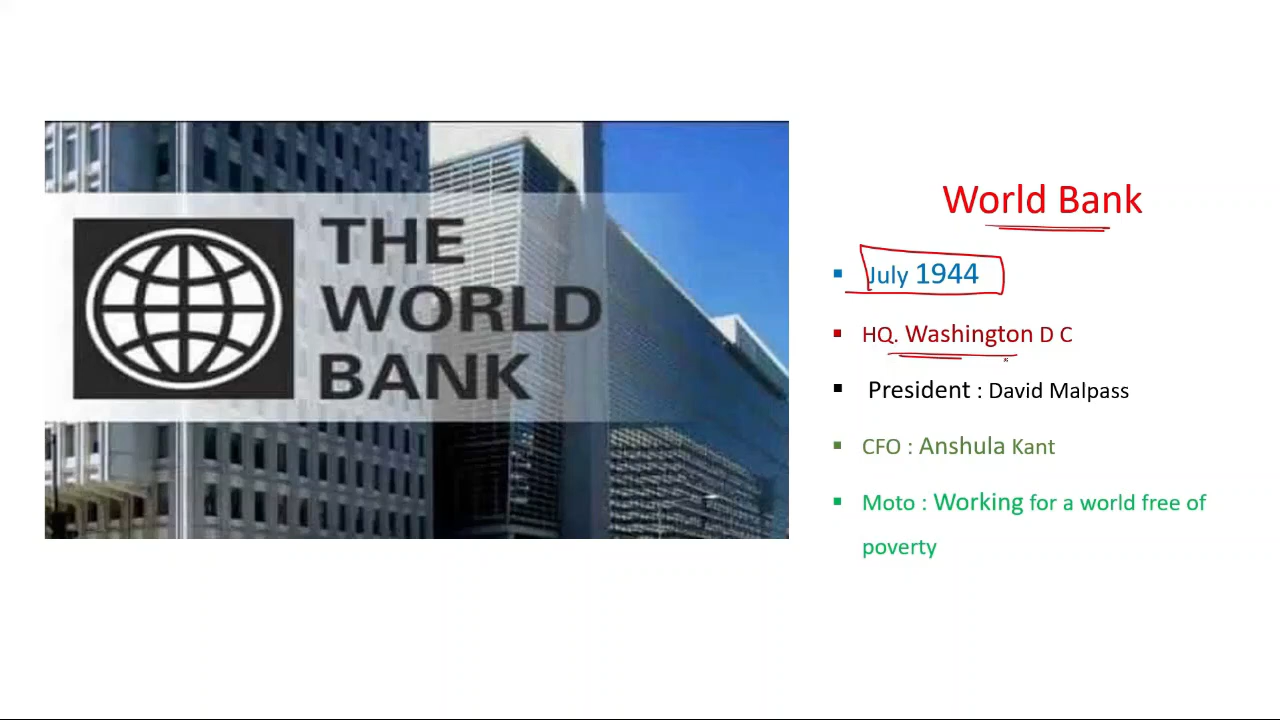 THE
WORLD
BANK
World Bank
July 1944
HQ. Washington D C
President : David Malpass
CFO : Anshula Kant
Moto : Working for a world free of
poverty